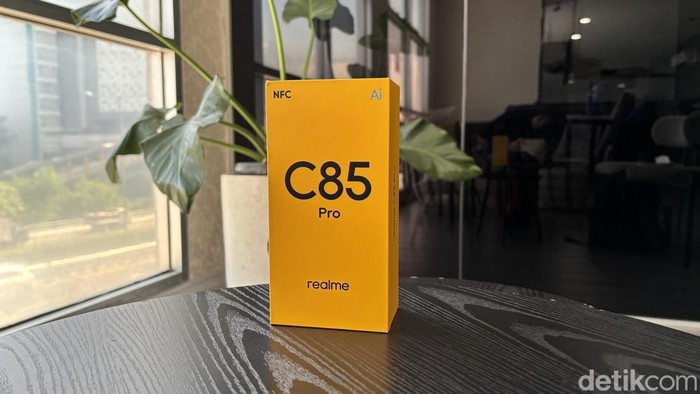 NFC
Ai
C85
Pro
realme
detikcom